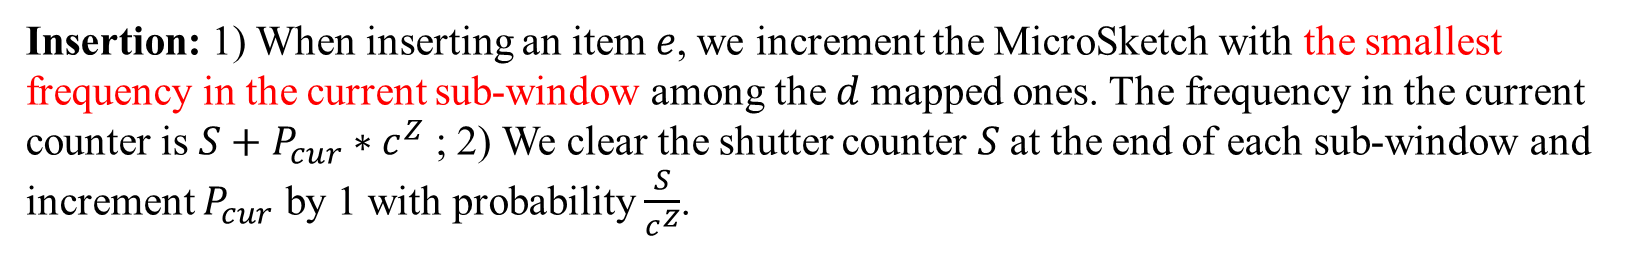 Insertion: 1) When inserting an item e, we increment the MicroSketch with the smallest
frequency in the current sub-window among the d mapped ones. The frequency in the current
counter is S + P_cur * c^Z ; 2) We clear the shutter counter S at the end of each sub-window and
increment P_cur by 1 with probability S/c^Z.